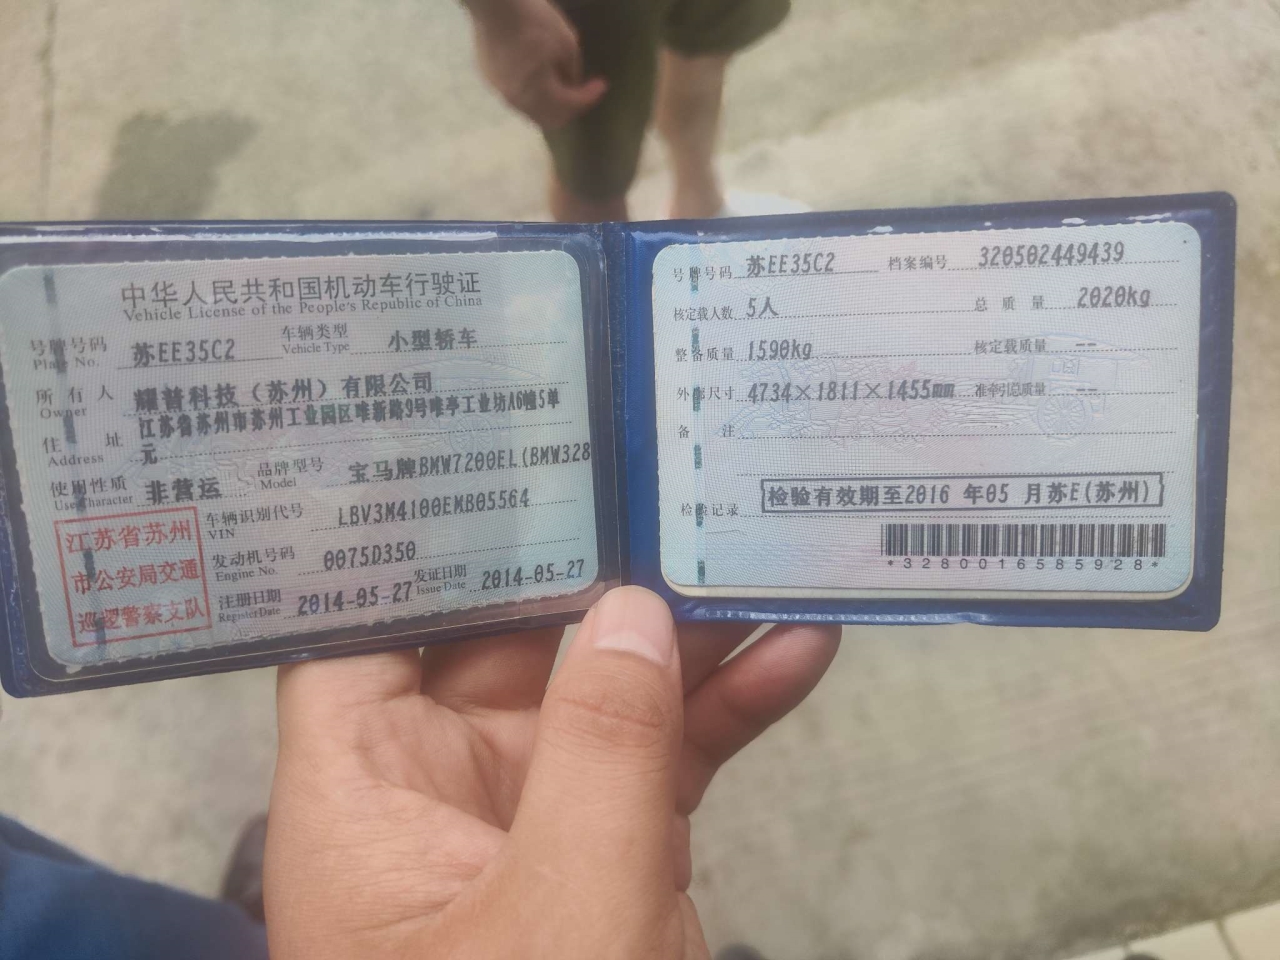 中华人民共和国机动车行驶证
Vehicle License of the People's Republic of China
号牌号码 苏EE35C2 车辆类型 小型轿车
Plate No. Vehicle Type
所有人 耀普科技（苏州）有限公司
Owner
住址 江苏省苏州市苏州工业园区唯新路9号唯亭工业坊A6幢5单
Address 元
使用性质 非营运 品牌型号 宝马牌BMW7200EL(BMW328
Use Character Model
江苏省苏州
市公安局交通
巡逻警察支队
车辆识别代号 LBV3M4100EMB05564
VIN
发动机号码 0075D350
Engine No.
注册日期 2014-05-27 发证日期 2014-05-27
Register Date Issue Date
号牌号码 苏EE35C2 档案编号 320502449439
核定载人数 5人 总质量 2020kg
整备质量 1590kg 核定载质量 --
外廓尺寸 4734×1811×1455mm 准牵引总质量 --
备注
检验记录 检验有效期至2016 年05 月苏E(苏州)
*3280016585928*